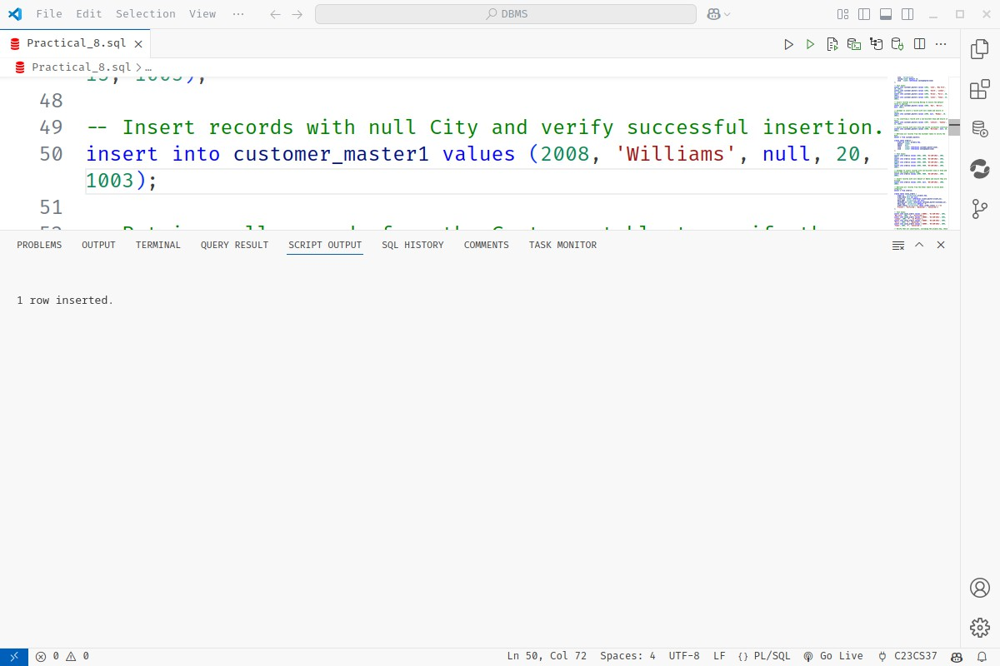 File Edit Selection View ··· DBMS
Practical_8.sql
Practical_8.sql > …
15, 1003);
48
49 -- Insert records with null City and verify successful insertion.
50 insert into customer_master1 values (2008, 'Williams', null, 20,
1003);
51
PROBLEMS OUTPUT TERMINAL QUERY RESULT SCRIPT OUTPUT SQL HISTORY COMMENTS TASK MONITOR
1 row inserted.
0 0 Ln 50, Col 72 Spaces: 4 UTF-8 LF {} PL/SQL Go Live C23CS37